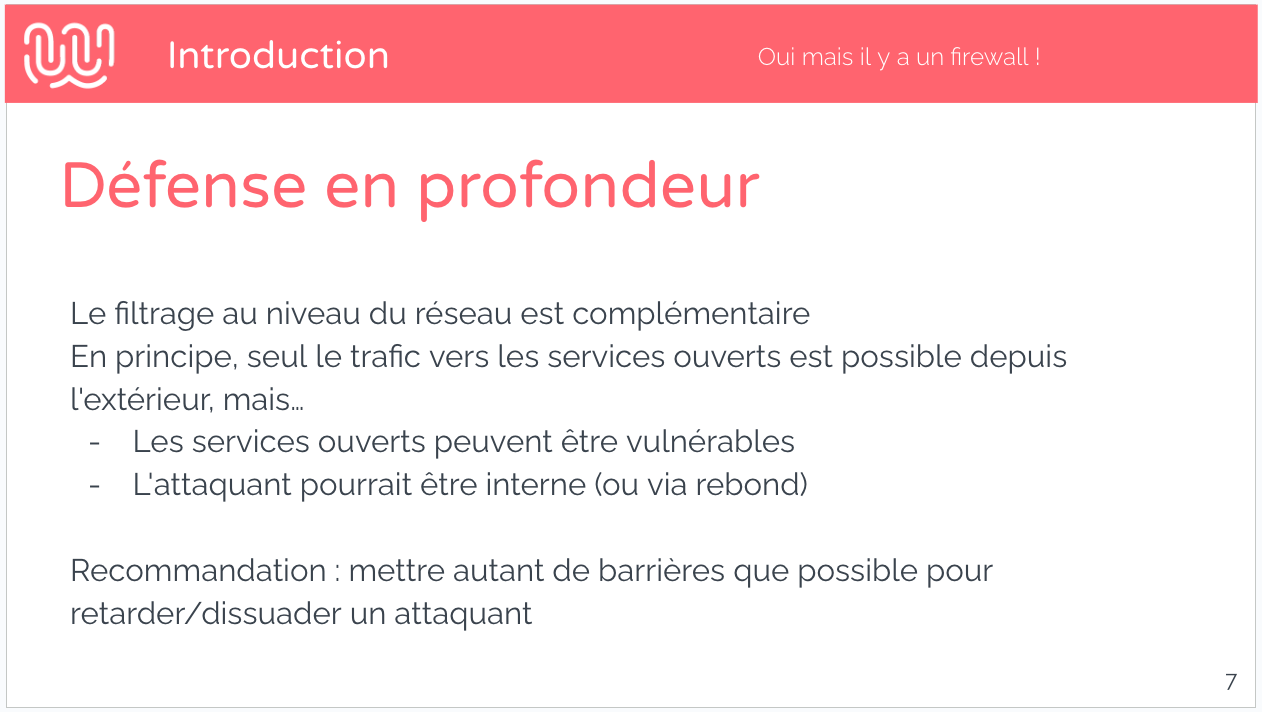 Introduction
Oui mais il y a un firewall !
Défense en profondeur
Le filtrage au niveau du réseau est complémentaire
En principe, seul le trafic vers les services ouverts est possible depuis
l'extérieur, mais…
- Les services ouverts peuvent être vulnérables
- L'attaquant pourrait être interne (ou via rebond)
Recommandation : mettre autant de barrières que possible pour
retarder/dissuader un attaquant
7